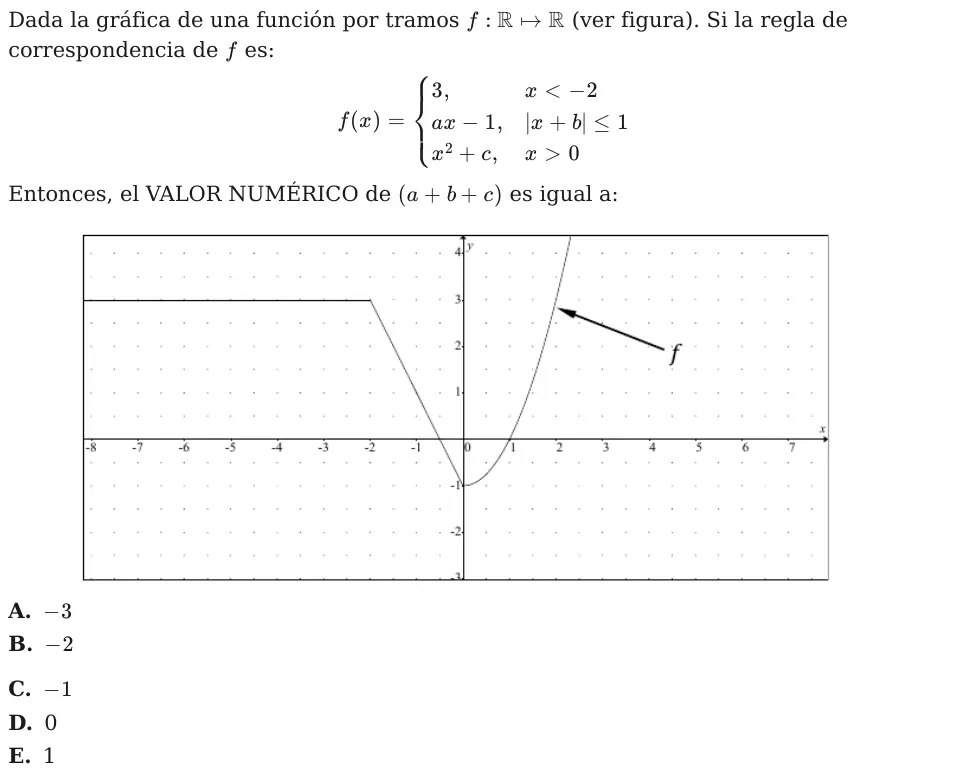 Dada la gráfica de una función por tramos f : ℝ ↦ ℝ (ver figura). Si la regla de
correspondencia de f es:
f(x) = { 3, x < −2
ax − 1, |x + b| ≤ 1
x² + c, x > 0
Entonces, el VALOR NUMÉRICO de (a + b + c) es igual a:
y
4
3
2
1
x
-8 -7 -6 -5 -4 -3 -2 -1 0 1 2 3 4 5 6 7
-1
-2
-3
f
A. −3
B. −2
C. −1
D. 0
E. 1